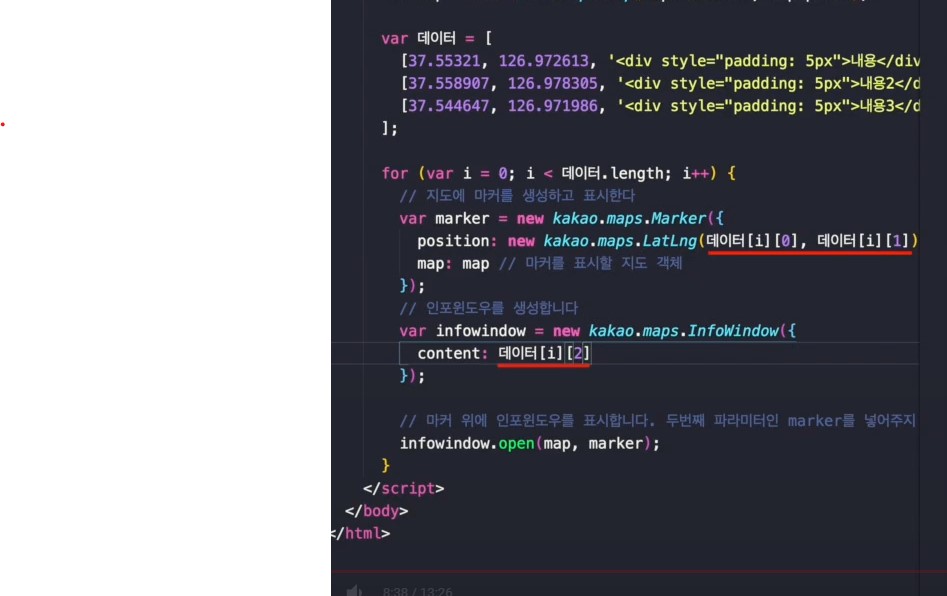 var 데이터 = [
[37.55321, 126.972613, '<div style="padding: 5px">내용</div
[37.558907, 126.978305, '<div style="padding: 5px">내용2</d
[37.544647, 126.971986, '<div style="padding: 5px">내용3</d
];
for (var i = 0; i < 데이터.length; i++) {
// 지도에 마커를 생성하고 표시한다
var marker = new kakao.maps.Marker({
position: new kakao.maps.LatLng(데이터[i][0], 데이터[i][1])
map: map // 마커를 표시할 지도 객체
});
// 인포윈도우를 생성합니다
var infowindow = new kakao.maps.InfoWindow({
content: 데이터[i][2]
});
// 마커 위에 인포윈도우를 표시합니다. 두번째 파라미터인 marker를 넣어주지
infowindow.open(map, marker);
}
</script>
</body>
</html>
8:38 / 13:26